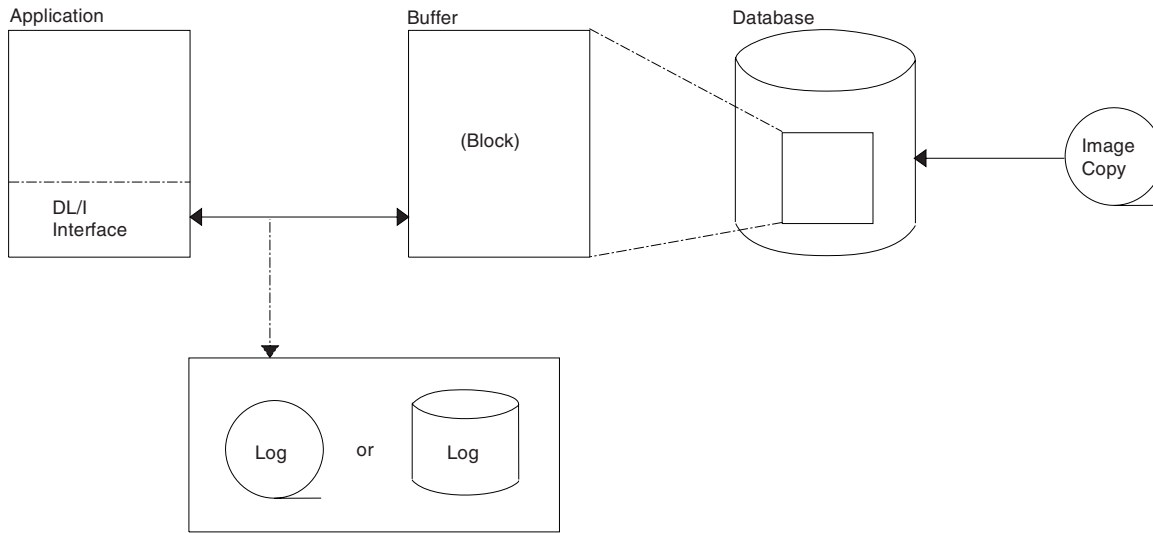 Application
Buffer
Database
(Block)
Image
Copy
DL/I
Interface
Log
or
Log